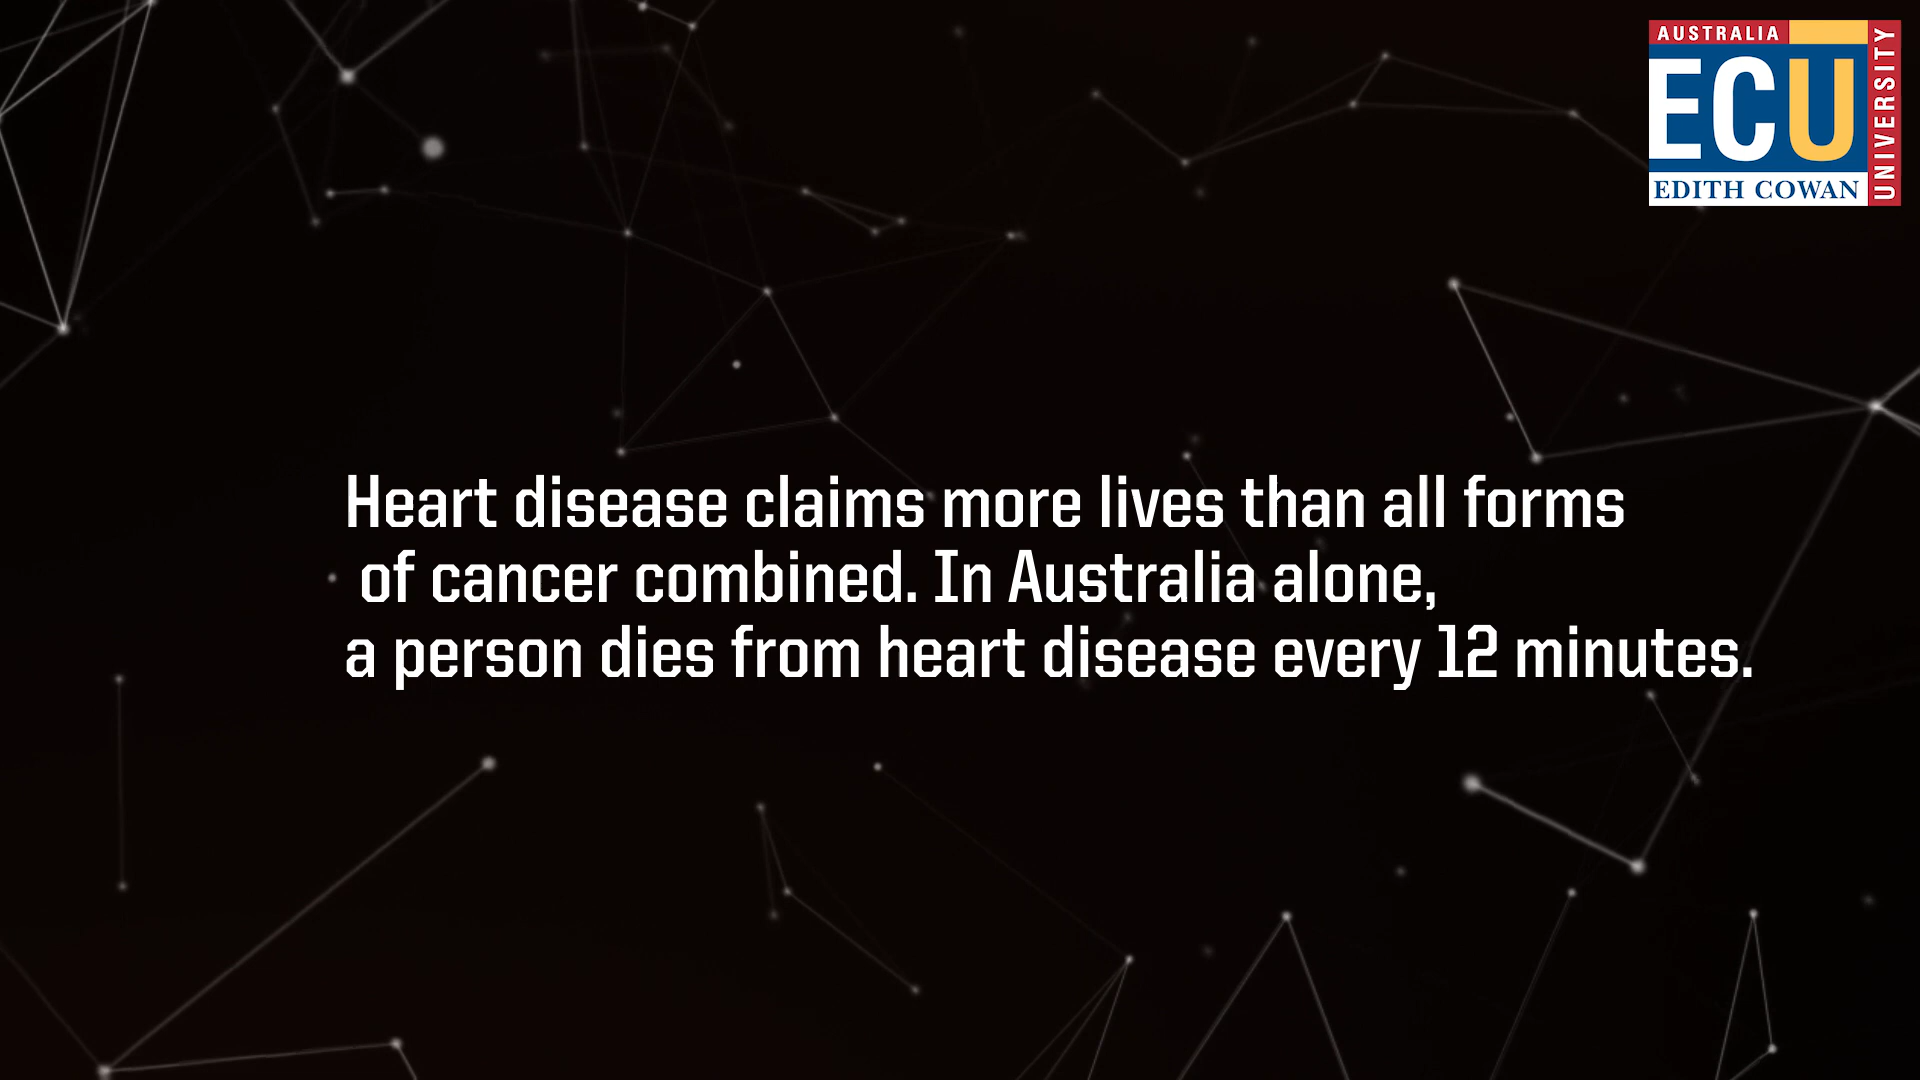 AUSTRALIA
ECU
EDITH COWAN
UNIVERSITY
Heart disease claims more lives than all forms
of cancer combined. In Australia alone,
a person dies from heart disease every 12 minutes.